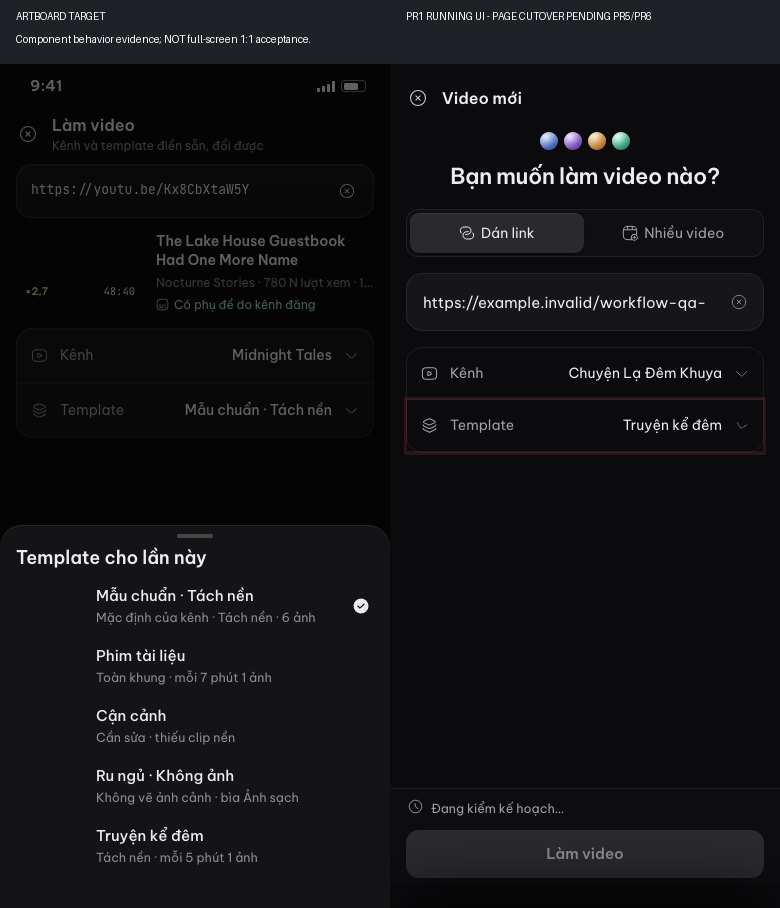 ARTBOARD TARGET
Component behavior evidence; NOT full-screen 1:1 acceptance.
9:41
Làm video
Kênh và template điền sẵn, đổi được
https://youtu.be/Kx8CbXtaW5Y
The Lake House Guestbook
Had One More Name
Nocturne Stories · 780 N lượt xem · 1...
×2,7
48:40
Có phụ đề do kênh đăng
Kênh
Midnight Tales
Template
Mẫu chuẩn · Tách nền
Template cho lần này
Mẫu chuẩn · Tách nền
Mặc định của kênh · Tách nền · 6 ảnh
Phim tài liệu
Toàn khung · mỗi 7 phút 1 ảnh
Cận cảnh
Cần sửa · thiếu clip nền
Ru ngủ · Không ảnh
Không vẽ ảnh cảnh · bìa Ảnh sạch
Truyện kể đêm
Tách nền · mỗi 5 phút 1 ảnh
PR1 RUNNING UI - PAGE CUTOVER PENDING PR5/PR6
Video mới
Bạn muốn làm video nào?
Dán link
Nhiều video
https://example.invalid/workflow-qa-
Kênh
Chuyện Lạ Đêm Khuya
Template
Truyện kể đêm
Đang kiểm kế hoạch...
Làm video